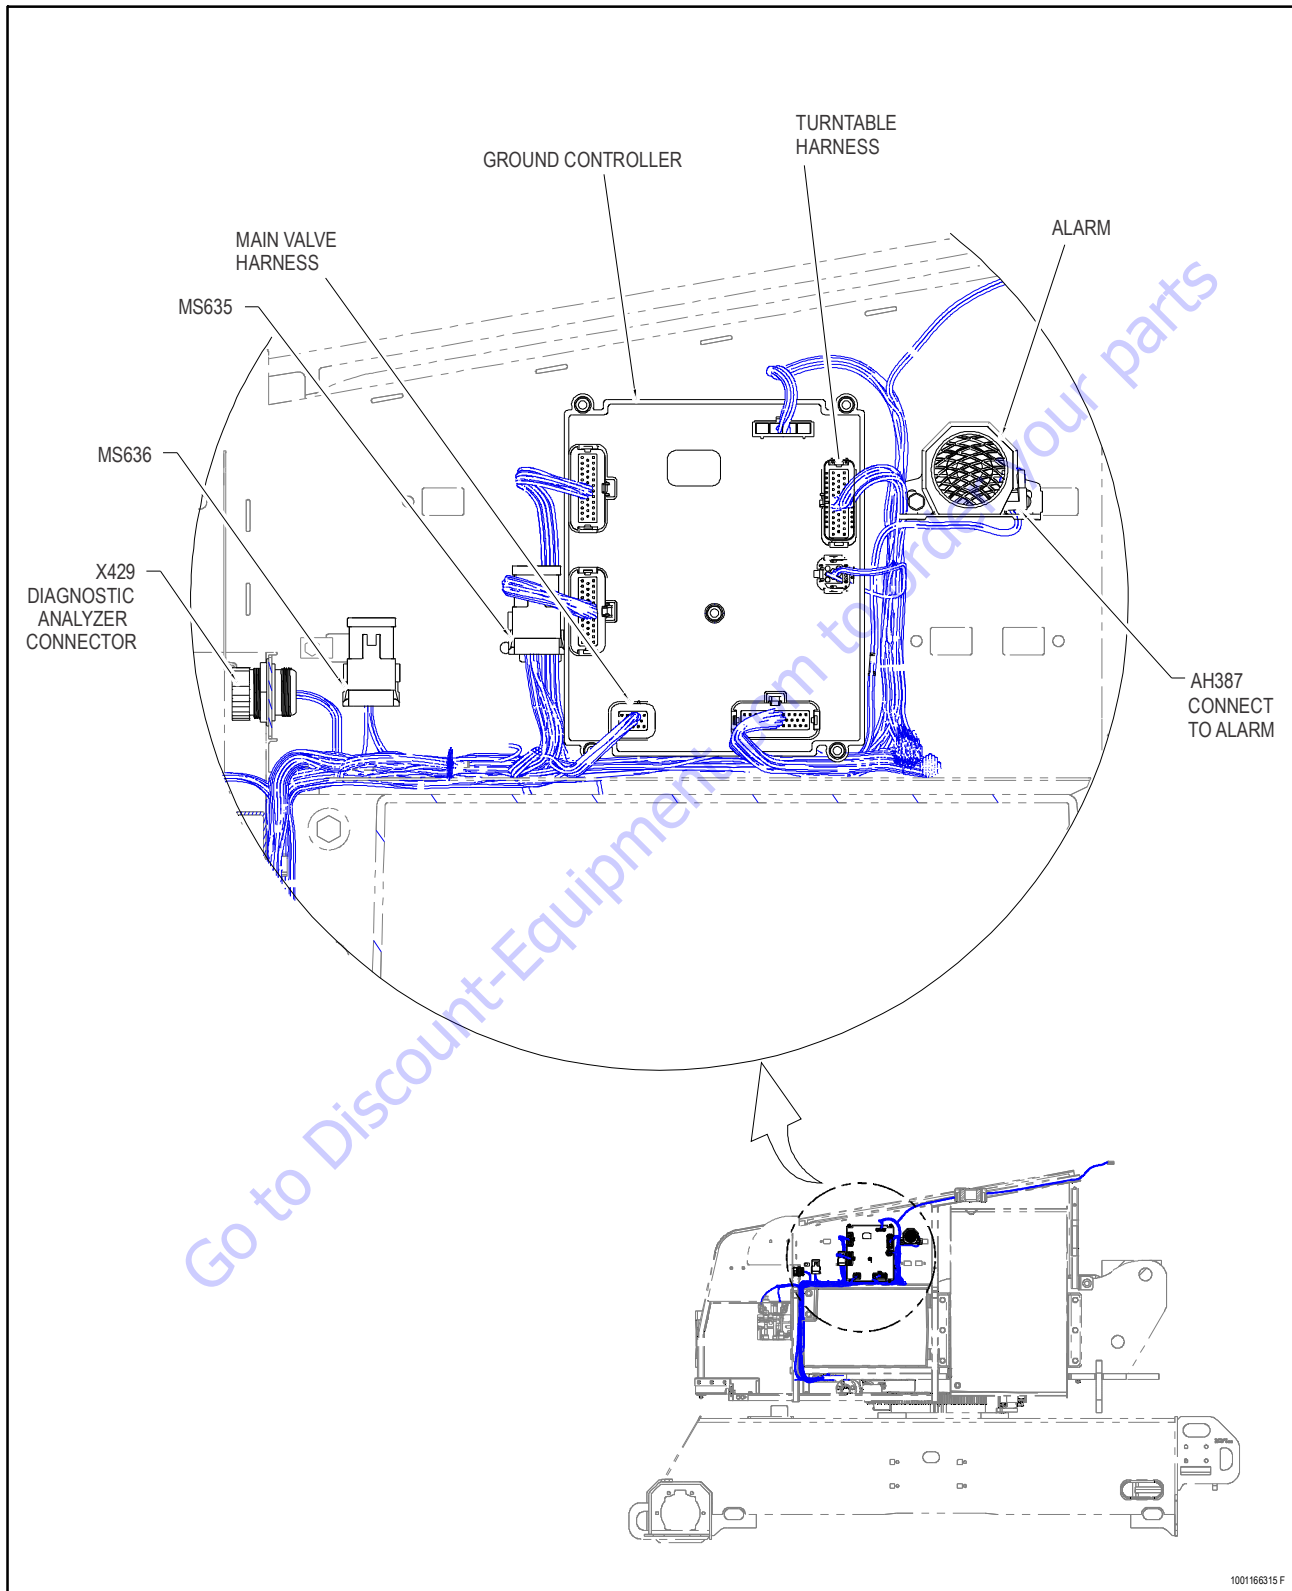 TURNTABLE
HARNESS
GROUND CONTROLLER
ALARM
MAIN VALVE
HARNESS
MS635
MS636
X429
DIAGNOSTIC
ANALYZER
CONNECTOR
AH387
CONNECT
TO ALARM
Go to Discount-Equipment.com to order your parts
1001166315 F